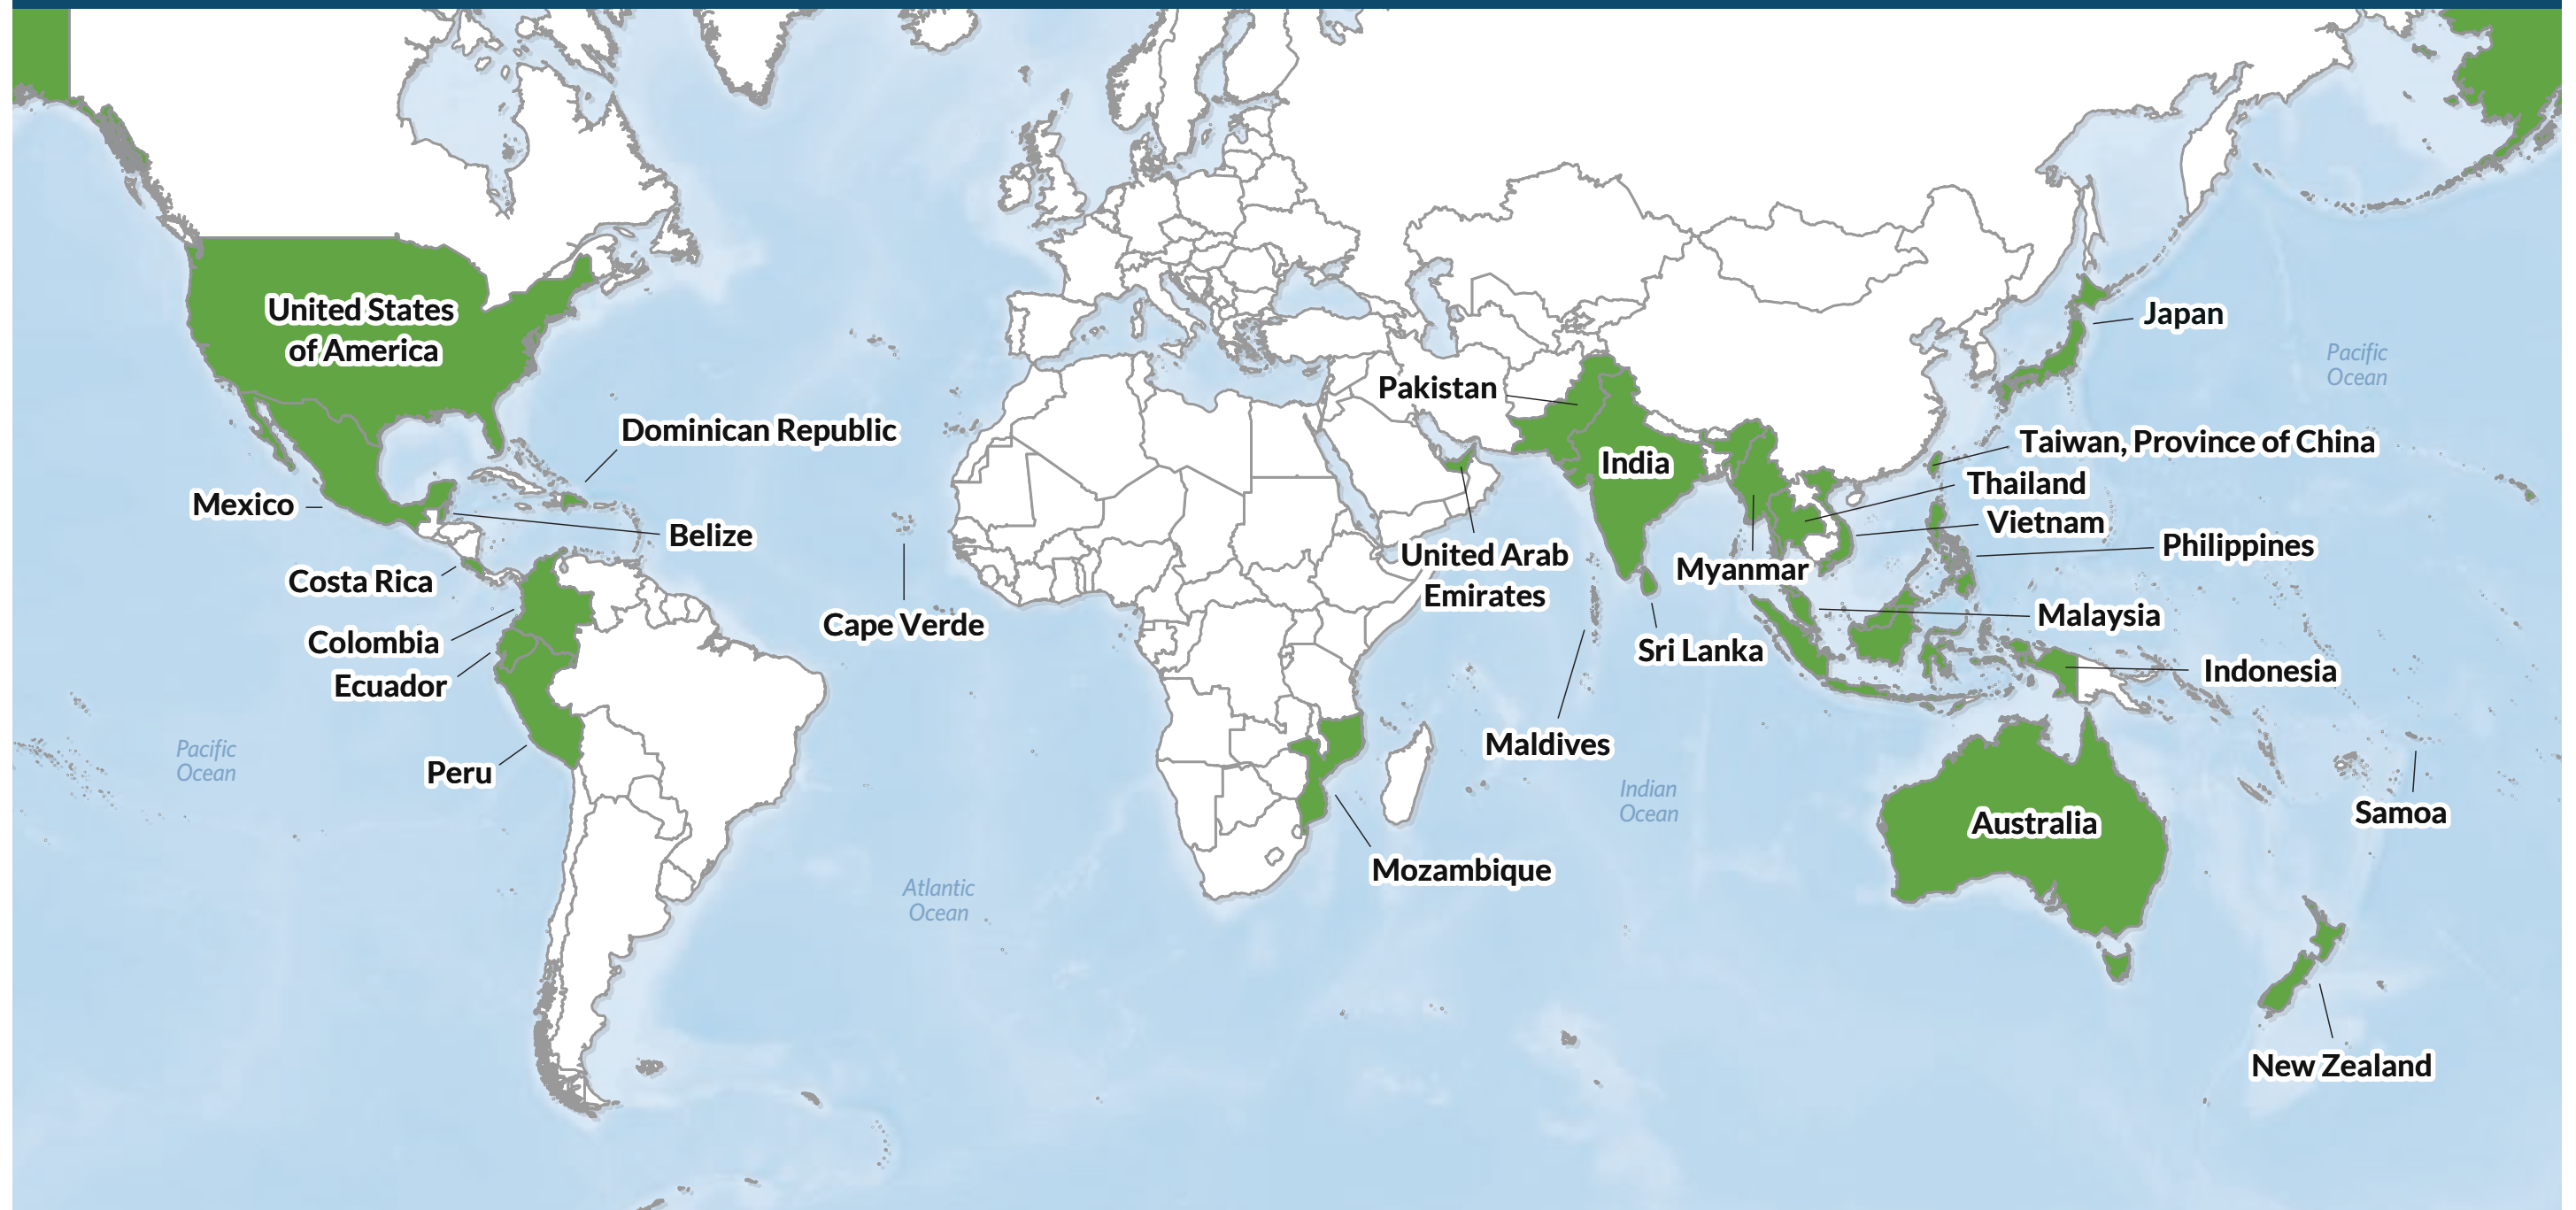 United States
of America
Japan
Pacific
Ocean
Pakistan
Dominican Republic
Taiwan, Province of China
India
Thailand
Mexico
Vietnam
Belize
Philippines
United Arab
Emirates
Myanmar
Costa Rica
Malaysia
Cape Verde
Colombia
Sri Lanka
Indonesia
Ecuador
Maldives
Pacific
Ocean
Peru
Indian
Ocean
Samoa
Australia
Mozambique
Atlantic
Ocean
New Zealand